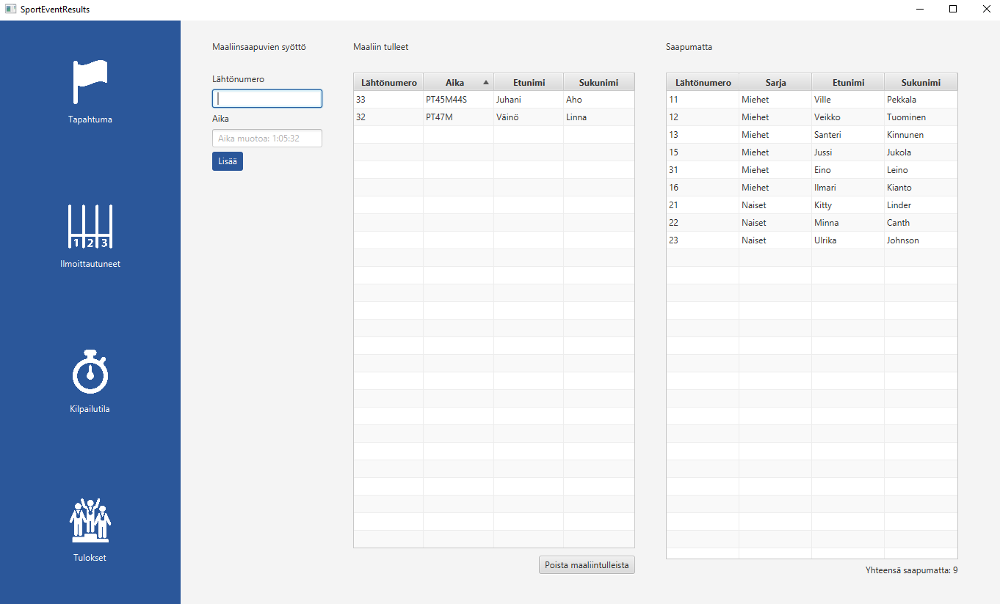 SportEventResults
Tapahtuma
1 2 3
Ilmoittautuneet
Kilpailutila
Tulokset
Maaliinsaapuvien syöttö
Lähtönumero
Aika
Aika muotoa: 1:05:32
Lisää
Maaliin tulleet
Lähtönumero Aika Etunimi Sukunimi
33 PT45M44S Juhani Aho
32 PT47M Väinö Linna
Poista maaliintulleista
Saapumatta
Lähtönumero Sarja Etunimi Sukunimi
11 Miehet Ville Pekkala
12 Miehet Veikko Tuominen
13 Miehet Santeri Kinnunen
15 Miehet Jussi Jukola
31 Miehet Eino Leino
16 Miehet Ilmari Kianto
21 Naiset Kitty Linder
22 Naiset Minna Canth
23 Naiset Ulrika Johnson
Yhteensä saapumatta: 9